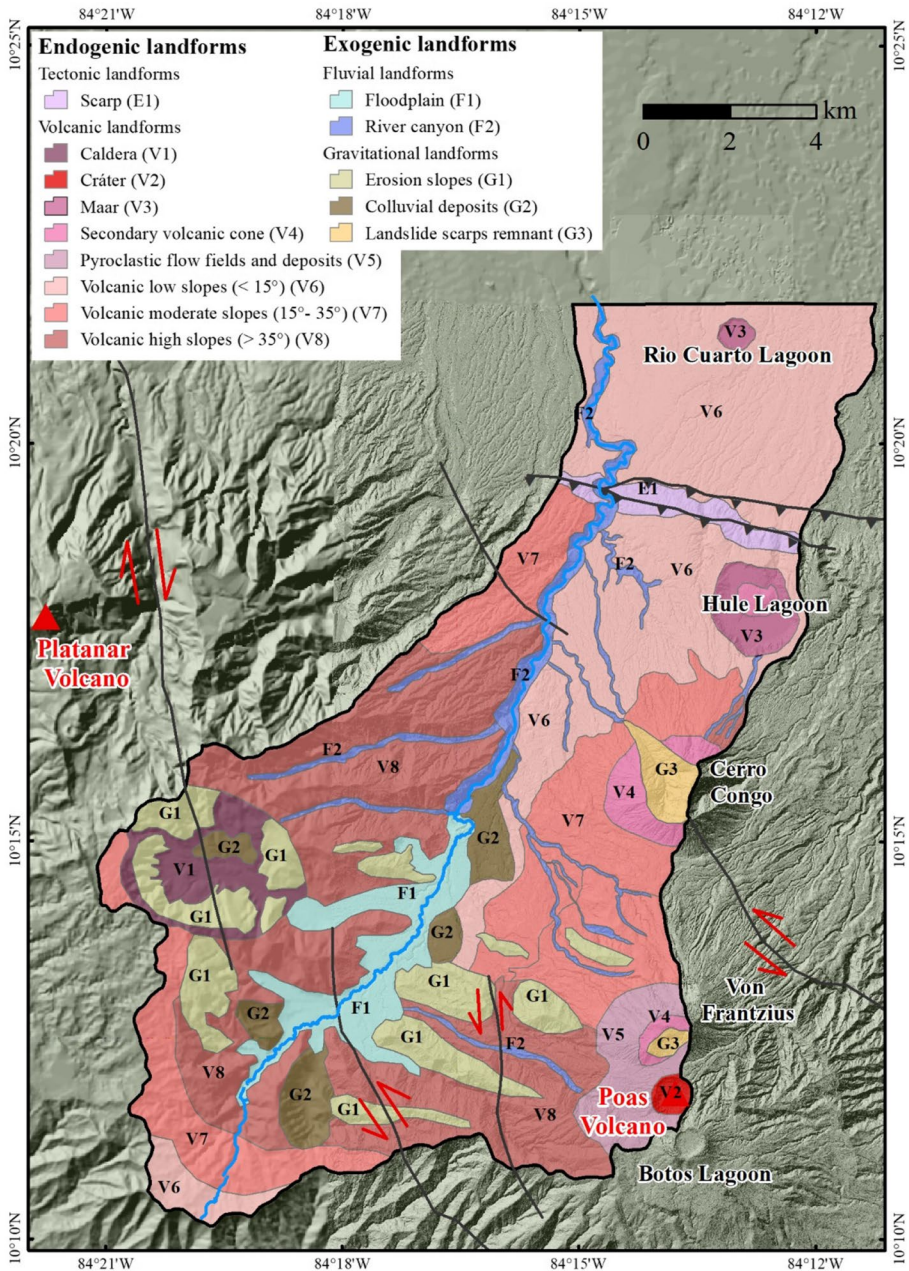 84°21'W 84°18'W 84°15'W 84°12'W
10°25'N
10°25'N
Endogenic landforms
Tectonic landforms
Scarp (E1)
Volcanic landforms
Caldera (V1)
Cráter (V2)
Maar (V3)
Secondary volcanic cone (V4)
Pyroclastic flow fields and deposits (V5)
Volcanic low slopes (< 15°) (V6)
Volcanic moderate slopes (15°- 35°) (V7)
Volcanic high slopes (> 35°) (V8)
Exogenic landforms
Fluvial landforms
Floodplain (F1)
River canyon (F2)
Gravitational landforms
Erosion slopes (G1)
Colluvial deposits (G2)
Landslide scarps remnant (G3)
km
0 2 4
V3
Rio Cuarto Lagoon
F2
V6
10°20'N
10°20'N
E1
V7
F2
V6
Hule Lagoon
V3
Platanar
Volcano
F2
V6
F2
V8
G3
Cerro
Congo
V4
G1
V7
10°15'N
10°15'N
G2
G2
G1
V1
F1
G1
G2
G1
G1
G1
Von
Frantzius
F1
G2
V4
V5
G1
F2
G3
V8
G2
V2
Poas
Volcano
G1
V8
V7
Botos Lagoon
V6
10°10'N
10°10'N
84°21'W 84°18'W 84°15'W 84°12'W